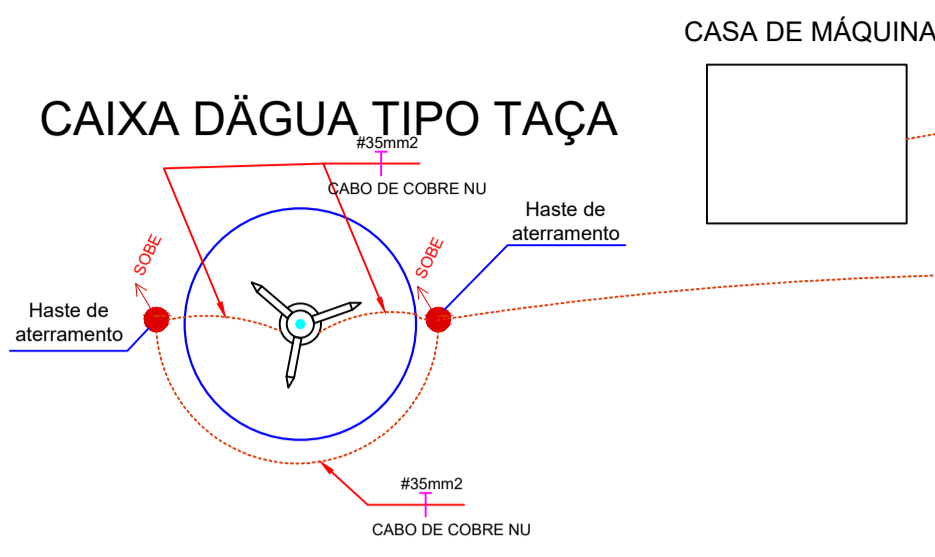 CASA DE MÁQUINA
CAIXA DÄGUA TIPO TAÇA
#35mm2
CABO DE COBRE NU
Haste de
aterramento
SOBE
SOBE
Haste de
aterramento
#35mm2
CABO DE COBRE NU